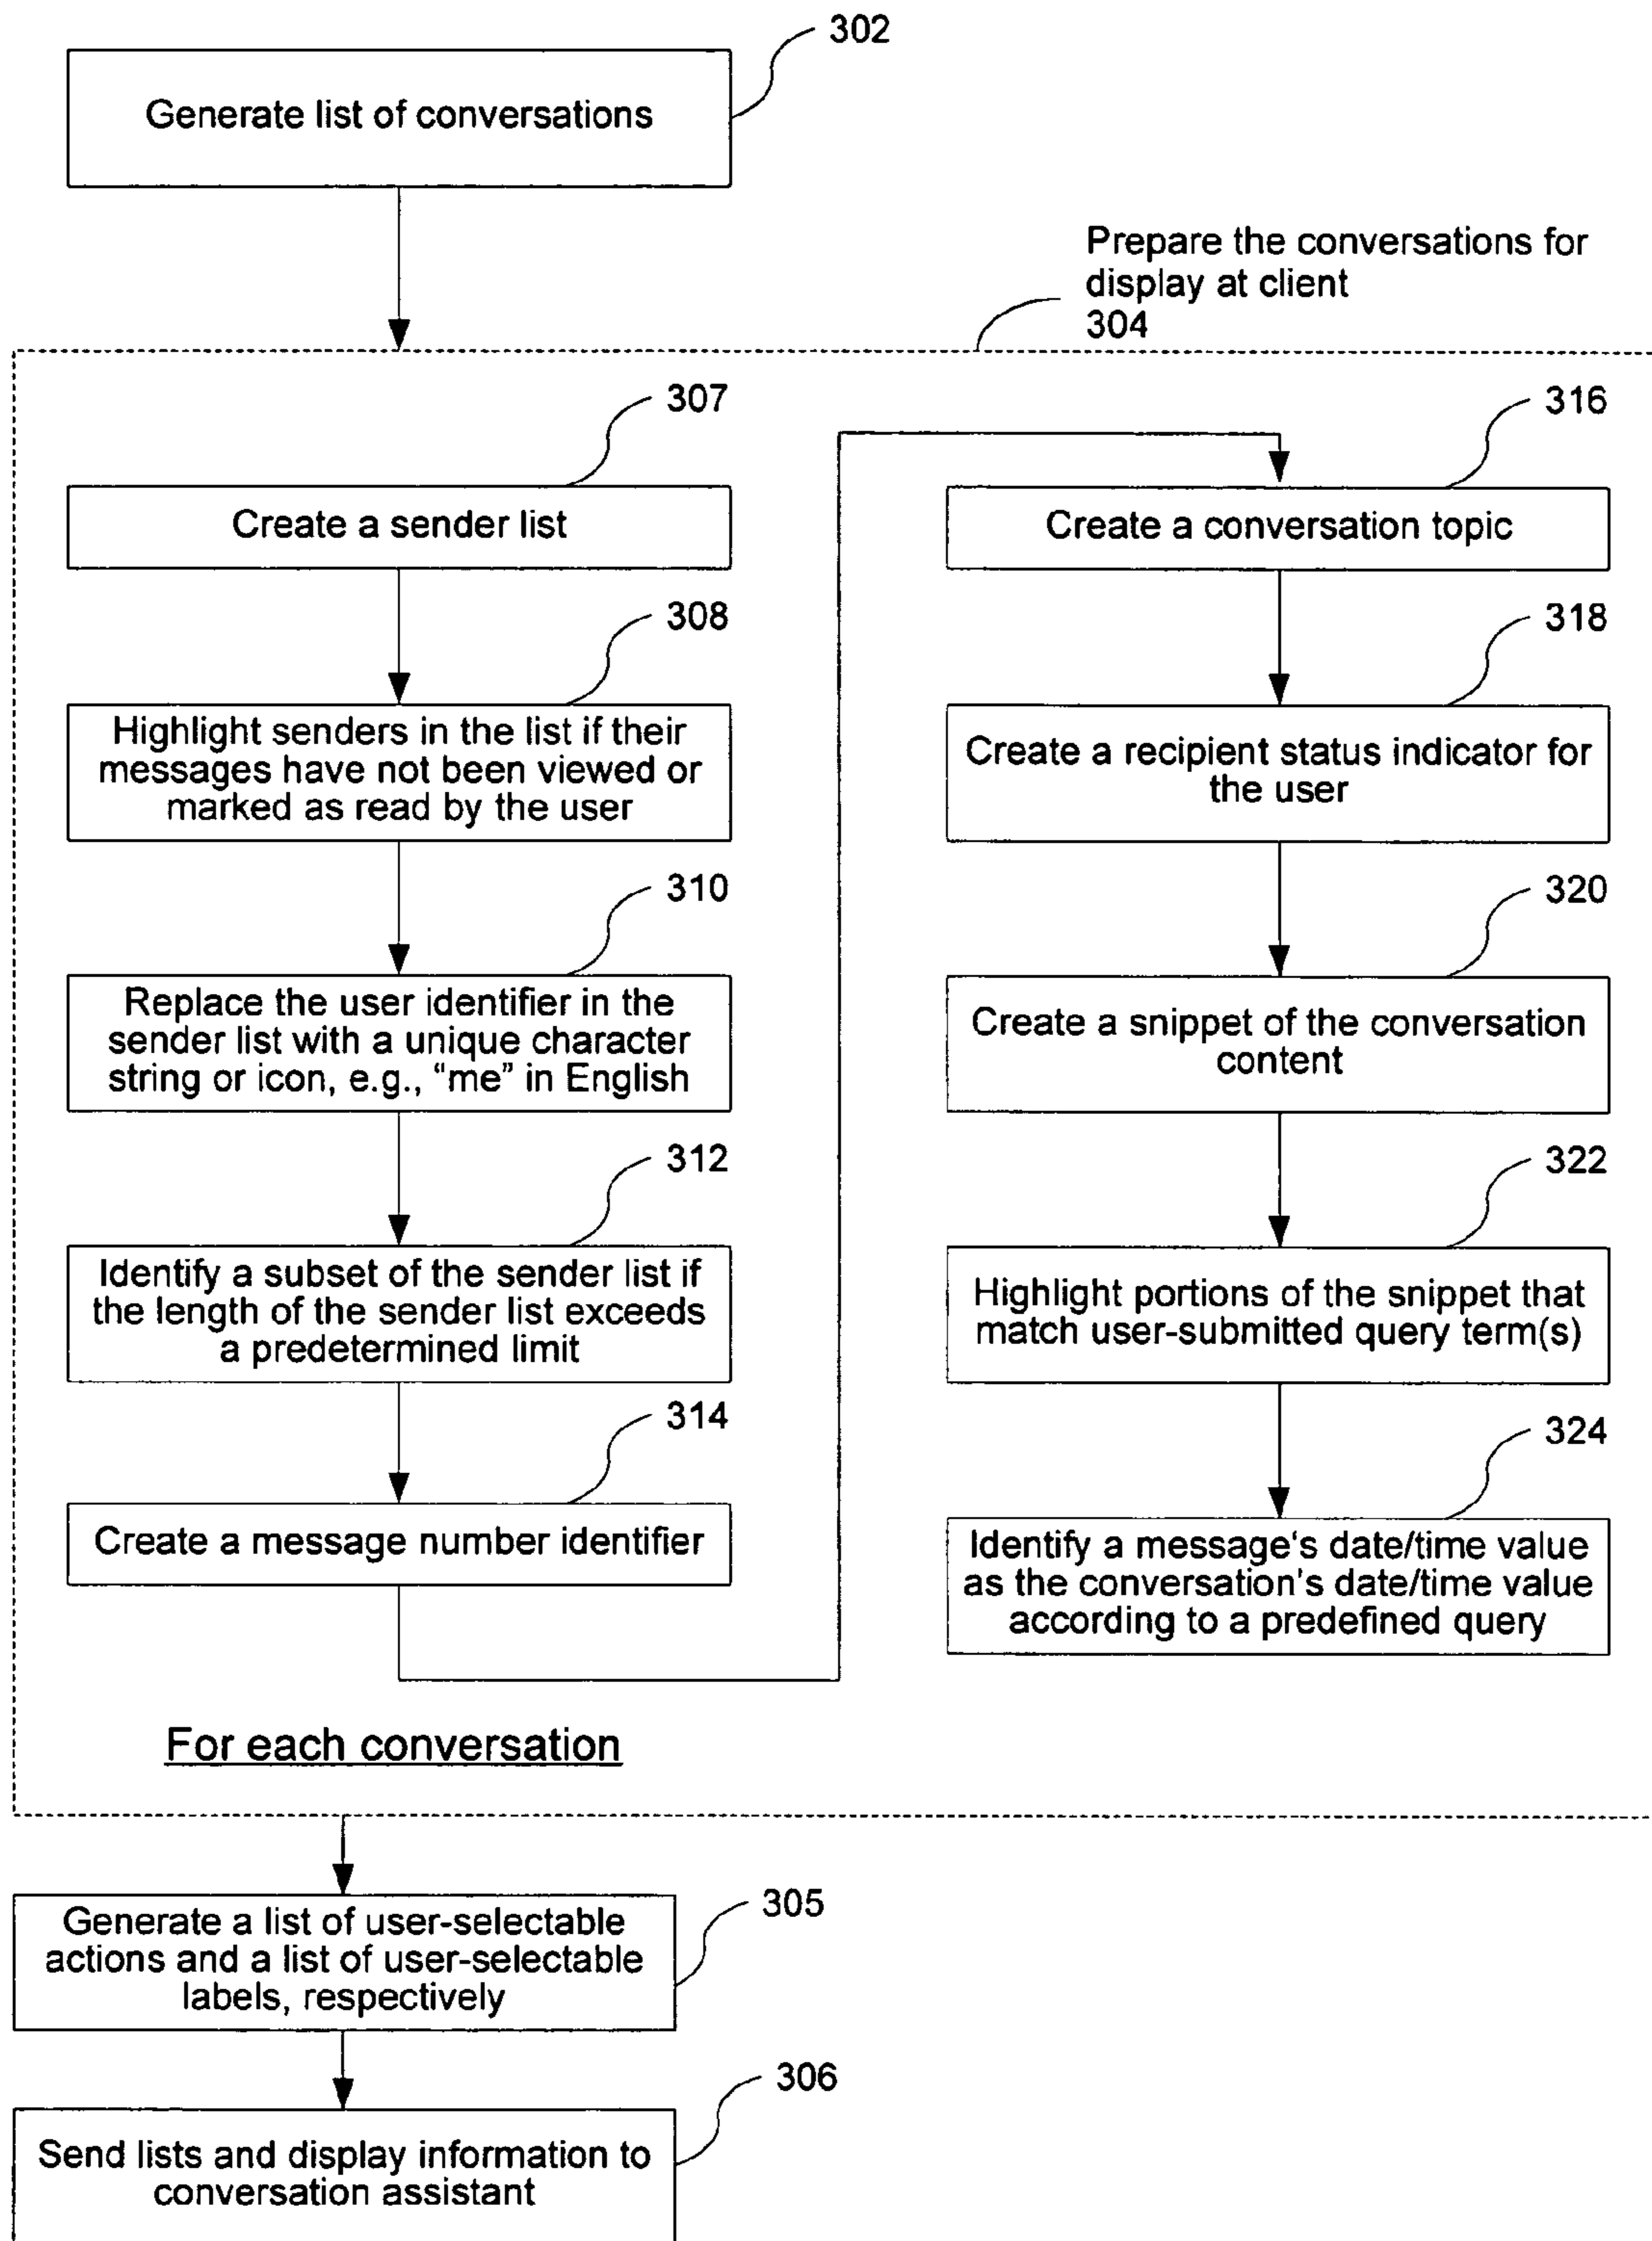 302
Generate list of conversations
Prepare the conversations for
display at client
304
307
Create a sender list
308
Highlight senders in the list if their
messages have not been viewed or
marked as read by the user
310
Replace the user identifier in the
sender list with a unique character
string or icon, e.g., “me” in English
312
Identify a subset of the sender list if
the length of the sender list exceeds
a predetermined limit
314
Create a message number identifier
316
Create a conversation topic
318
Create a recipient status indicator for
the user
320
Create a snippet of the conversation
content
322
Highlight portions of the snippet that
match user-submitted query term(s)
324
Identify a message's date/time value
as the conversation's date/time value
according to a predefined query
For each conversation
305
Generate a list of user-selectable
actions and a list of user-selectable
labels, respectively
306
Send lists and display information to
conversation assistant